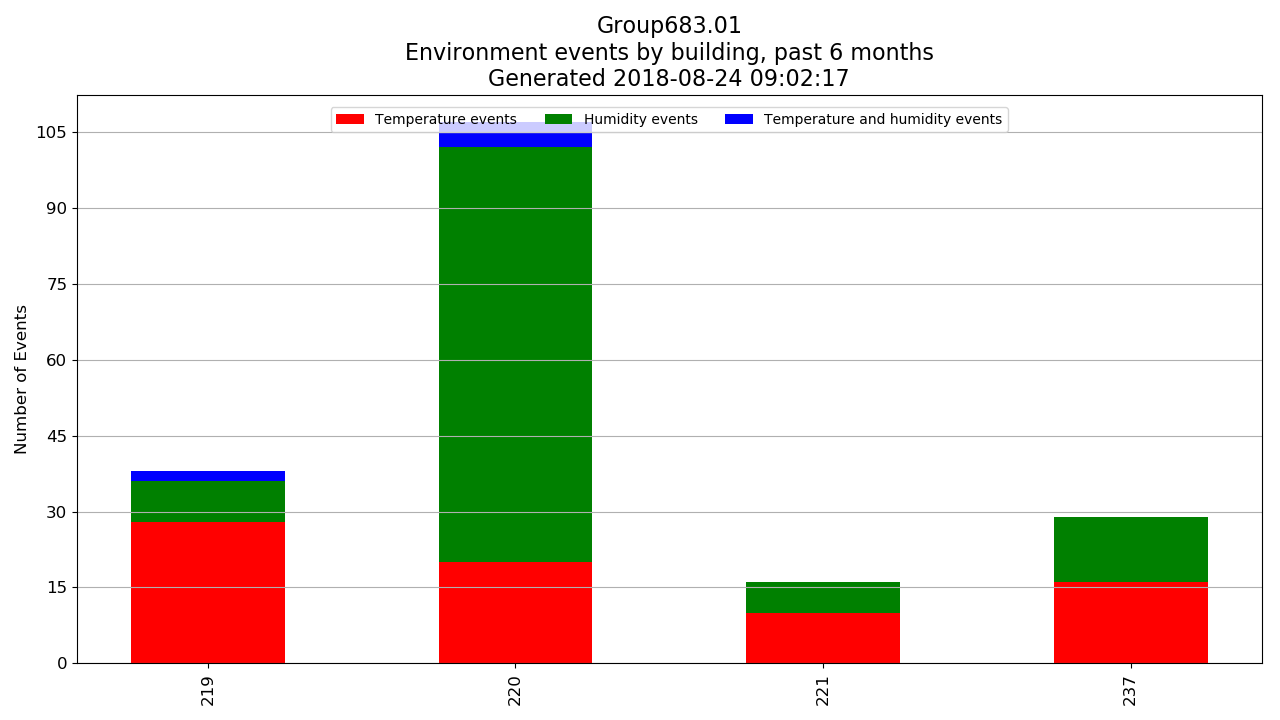 Group683.01
Environment events by building, past 6 months
Generated 2018-08-24 09:02:17
Temperature events
Humidity events
Temperature and humidity events
105
90
75
60
45
30
15
0
Number of Events
219
220
221
237